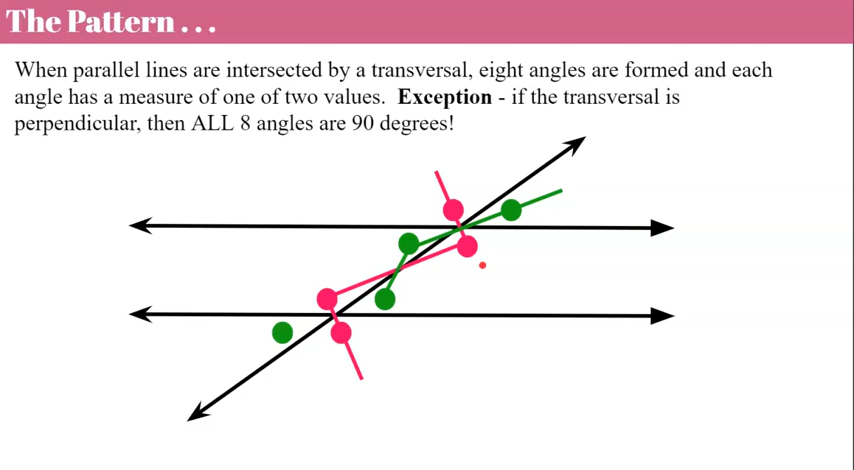 The Pattern . . .
When parallel lines are intersected by a transversal, eight angles are formed and each
angle has a measure of one of two values.  Exception - if the transversal is
perpendicular, then ALL 8 angles are 90 degrees!